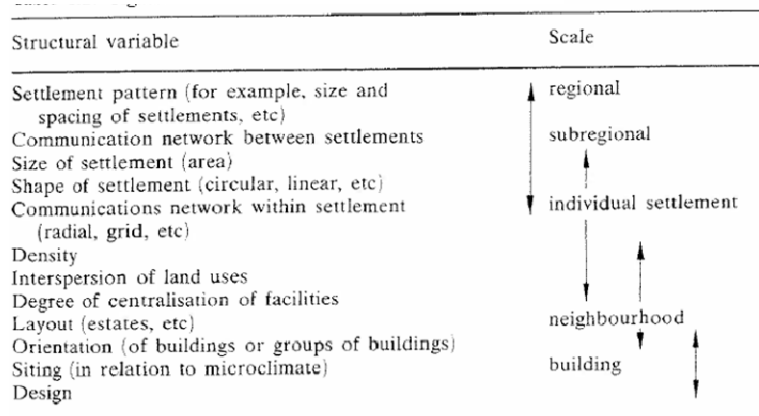 Structural variable Scale
Settlement pattern (for example, size and regional
spacing of settlements, etc)
Communication network between settlements subregional
Size of settlement (area)
Shape of settlement (circular, linear, etc)
Communications network within settlement individual settlement
(radial, grid, etc)
Density
Interspersion of land uses
Degree of centralisation of facilities
Layout (estates, etc) neighbourhood
Orientation (of buildings or groups of buildings)
Siting (in relation to microclimate) building
Design